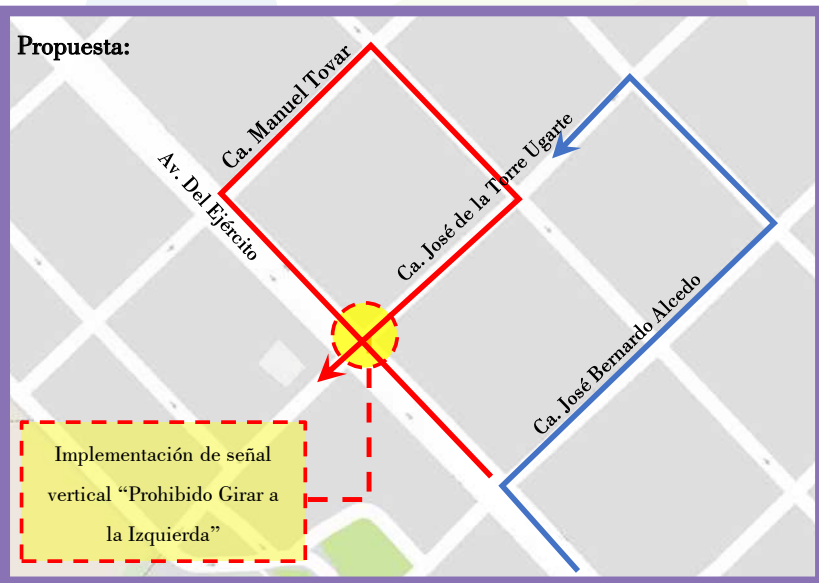 Propuesta:
Ca. Manuel Tovar
Av. Del Ejército
Ca. José de la Torre Ugarte
Ca. José Bernardo Alcedo
Implementación de señal
vertical “Prohibido Girar a
la Izquierda”